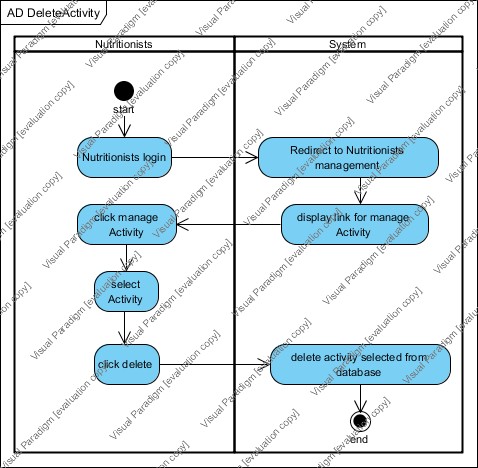 AD DeleteActivity
Nutritionists
System
start
Nutritionists login
Redirect to Nutritionists
management
click manage
Activity
display link for manage
Activity
select
Activity
click delete
delete activity selected from
database
end
Visual Paradigm [evaluation copy]